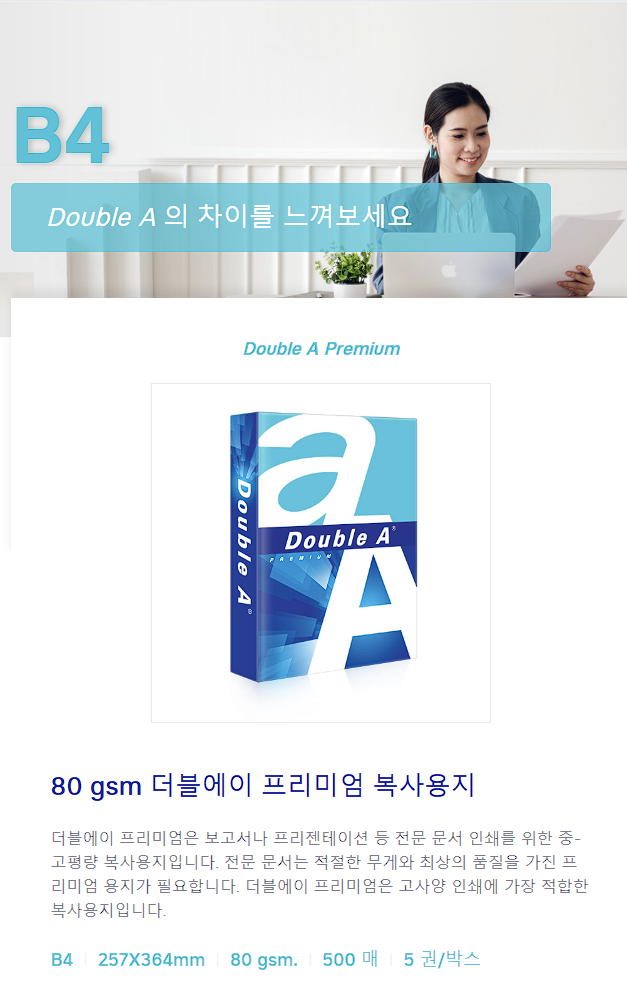 B4
Double A 의 차이를 느껴보세요
Double A Premium
Double A®
Double A®
PREMIUM
80 gsm 더블에이 프리미엄 복사용지
더블에이 프리미엄은 보고서나 프리젠테이션 등 전문 문서 인쇄를 위한 중-
고평량 복사용지입니다. 전문 문서는 적절한 무게와 최상의 품질을 가진 프
리미엄 용지가 필요합니다. 더블에이 프리미엄은 고사양 인쇄에 가장 적합한
복사용지입니다.
B4 | 257X364mm | 80 gsm. | 500 매 | 5 권/박스